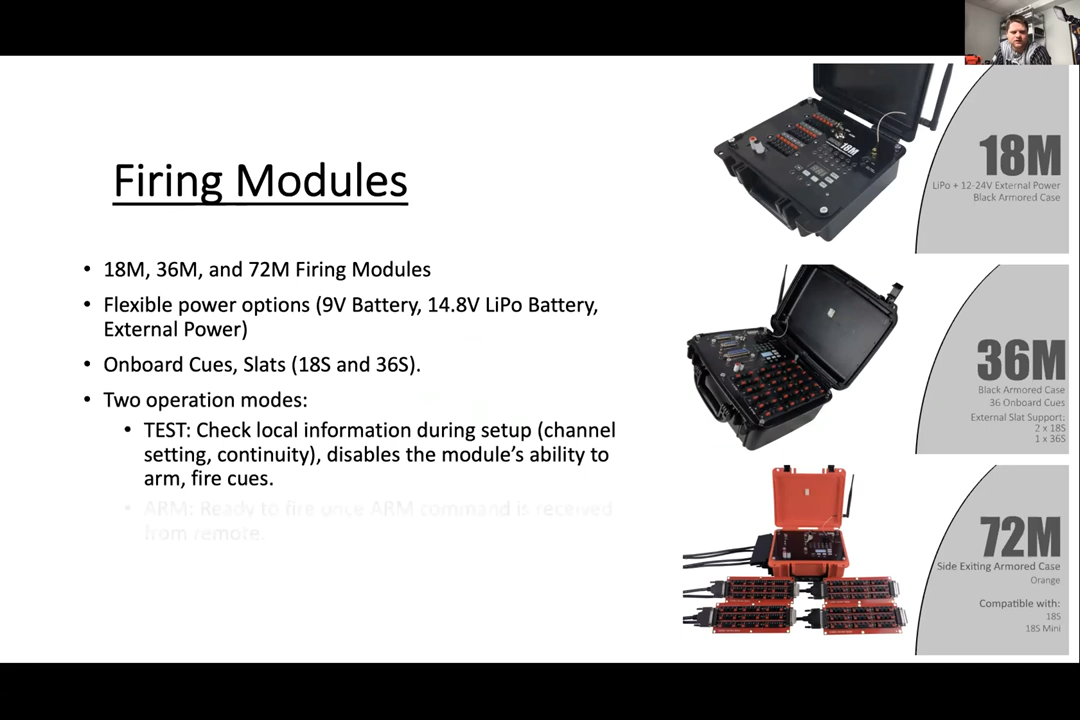 Firing Modules
• 18M, 36M, and 72M Firing Modules
• Flexible power options (9V Battery, 14.8V LiPo Battery,
External Power)
• Onboard Cues, Slats (18S and 36S).
• Two operation modes:
• TEST: Check local information during setup (channel
setting, continuity), disables the module’s ability to
arm, fire cues.
• ARM: Ready to fire once ARM command is received
from remote.
18M
18M
LiPo + 12-24V External Power
Black Armored Case
36M
Black Armored Case
36 Onboard Cues
External Slat Support:
2 x 18S
1 x 36S
72M
Side Exiting Armored Case
Orange
Compatible with:
18S
18S Mini